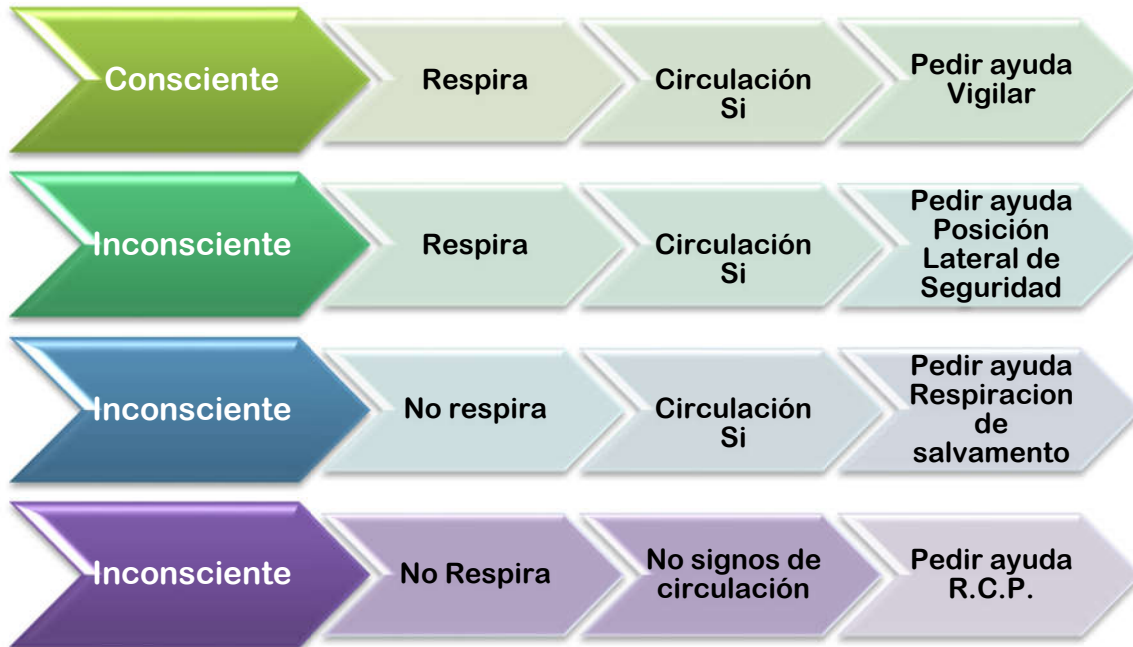 Consciente
Respira
Circulación
Si
Pedir ayuda
Vigilar
Inconsciente
Respira
Circulación
Si
Pedir ayuda
Posición
Lateral de
Seguridad
Inconsciente
No respira
Circulación
Si
Pedir ayuda
Respiracion
de
salvamento
Inconsciente
No Respira
No signos de
circulación
Pedir ayuda
R.C.P.